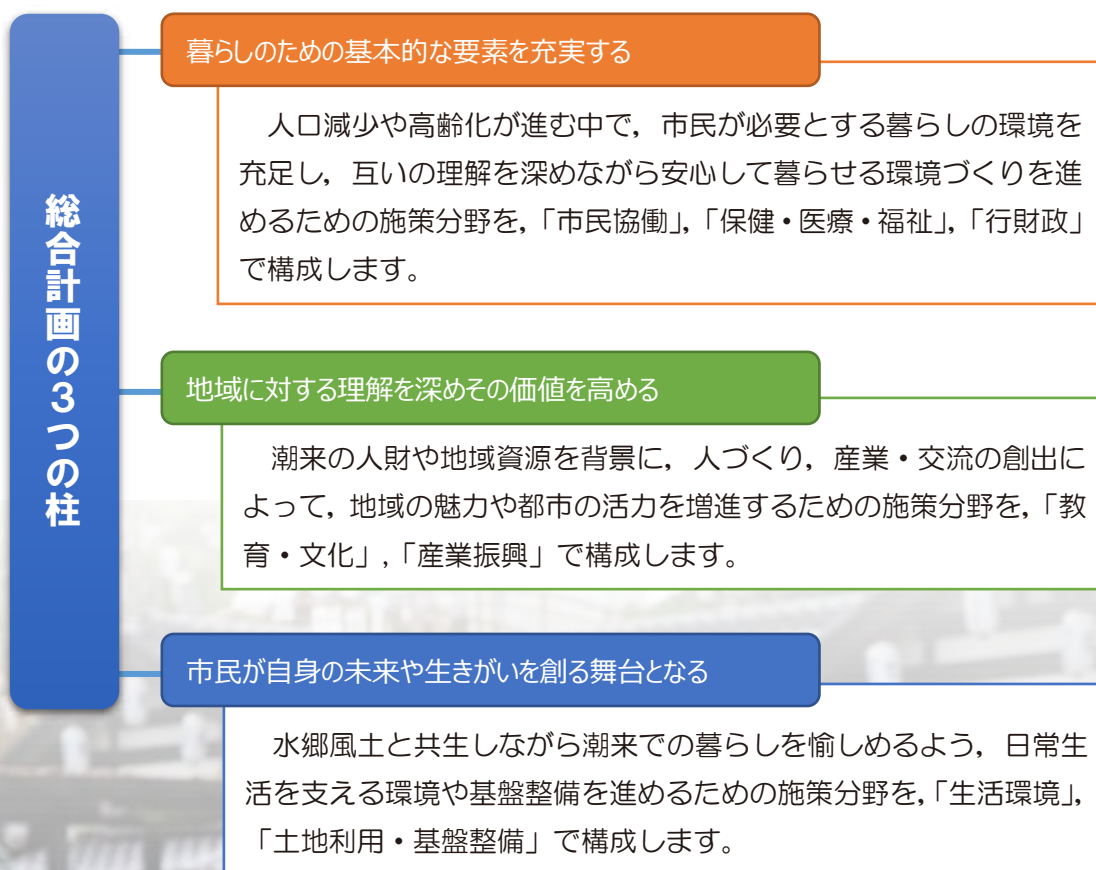 総合計画の3つの柱
暮らしのための基本的な要素を充実する
人口減少や高齢化が進む中で，市民が必要とする暮らしの環境を
充足し，互いの理解を深めながら安心して暮らせる環境づくりを進
めるための施策分野を，「市民協働」，「保健・医療・福祉」，「行財政」
で構成します。
地域に対する理解を深めその価値を高める
潮来の人財や地域資源を背景に，人づくり，産業・交流の創出に
よって，地域の魅力や都市の活力を増進するための施策分野を，「教
育・文化」，「産業振興」で構成します。
市民が自身の未来や生きがいを創る舞台となる
水郷風土と共生しながら潮来での暮らしを愉しめるよう，日常生
活を支える環境や基盤整備を進めるための施策分野を，「生活環境」，
「土地利用・基盤整備」で構成します。